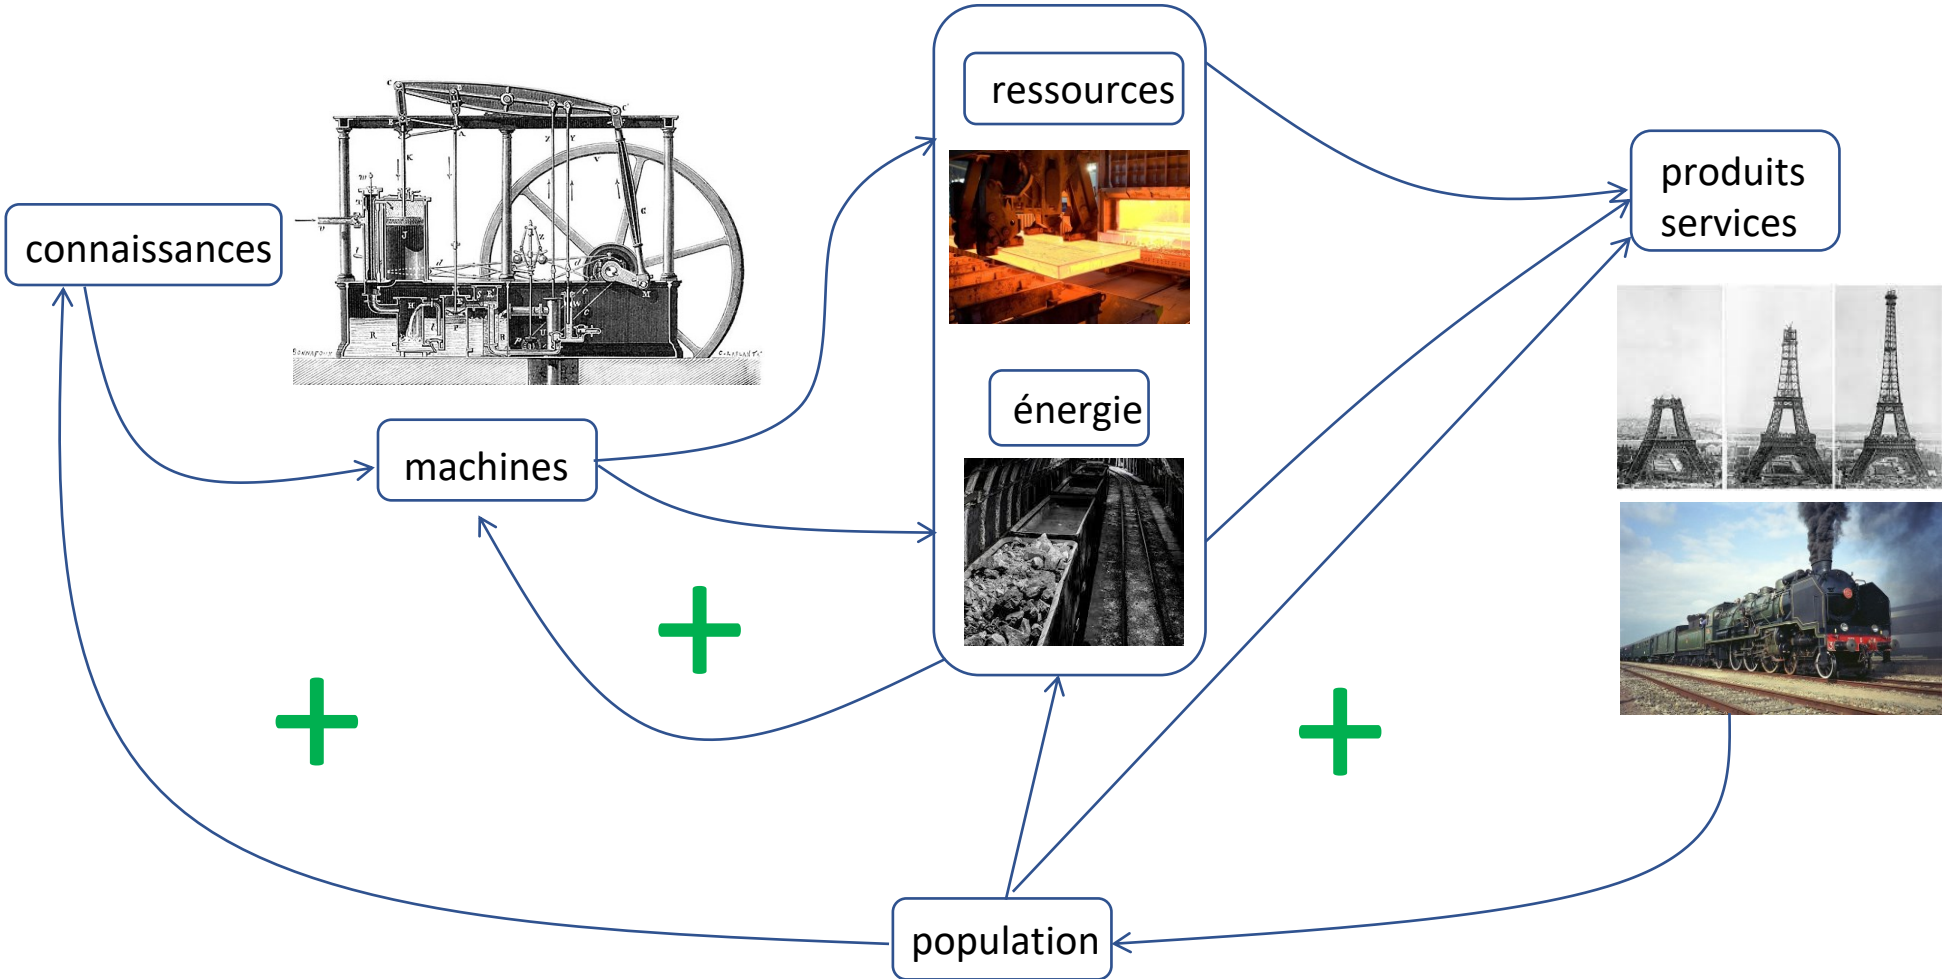 connaissances
machines
ressources
énergie
produits
services
population